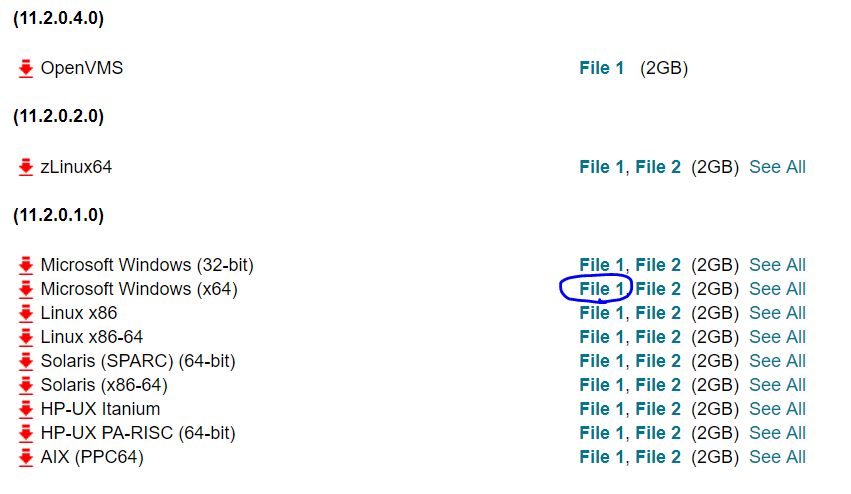 (11.2.0.4.0)
OpenVMS File 1 (2GB)
(11.2.0.2.0)
zLinux64 File 1, File 2 (2GB) See All
(11.2.0.1.0)
Microsoft Windows (32-bit) File 1, File 2 (2GB) See All
Microsoft Windows (x64) File 1, File 2 (2GB) See All
Linux x86 File 1, File 2 (2GB) See All
Linux x86-64 File 1, File 2 (2GB) See All
Solaris (SPARC) (64-bit) File 1, File 2 (2GB) See All
Solaris (x86-64) File 1, File 2 (2GB) See All
HP-UX Itanium File 1, File 2 (2GB) See All
HP-UX PA-RISC (64-bit) File 1, File 2 (2GB) See All
AIX (PPC64) File 1, File 2 (2GB) See All